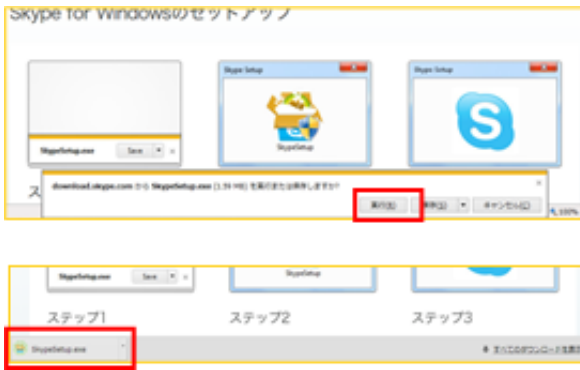 Skype for Windowsのセットアップ
Skype Setup
Skype Setup
SkypeSetup
SkypeSetup.exe
Save
download.skype.com から SkypeSetup.exe (1.59 MB) を実行または保存しますか?
実行(R)
保存(S)
キャンセル(C)
100%
SkypeSetup.exe
Save
SkypeSetup
ステップ1
ステップ2
ステップ3
SkypeSetup.exe
すべてのダウンロードを表示